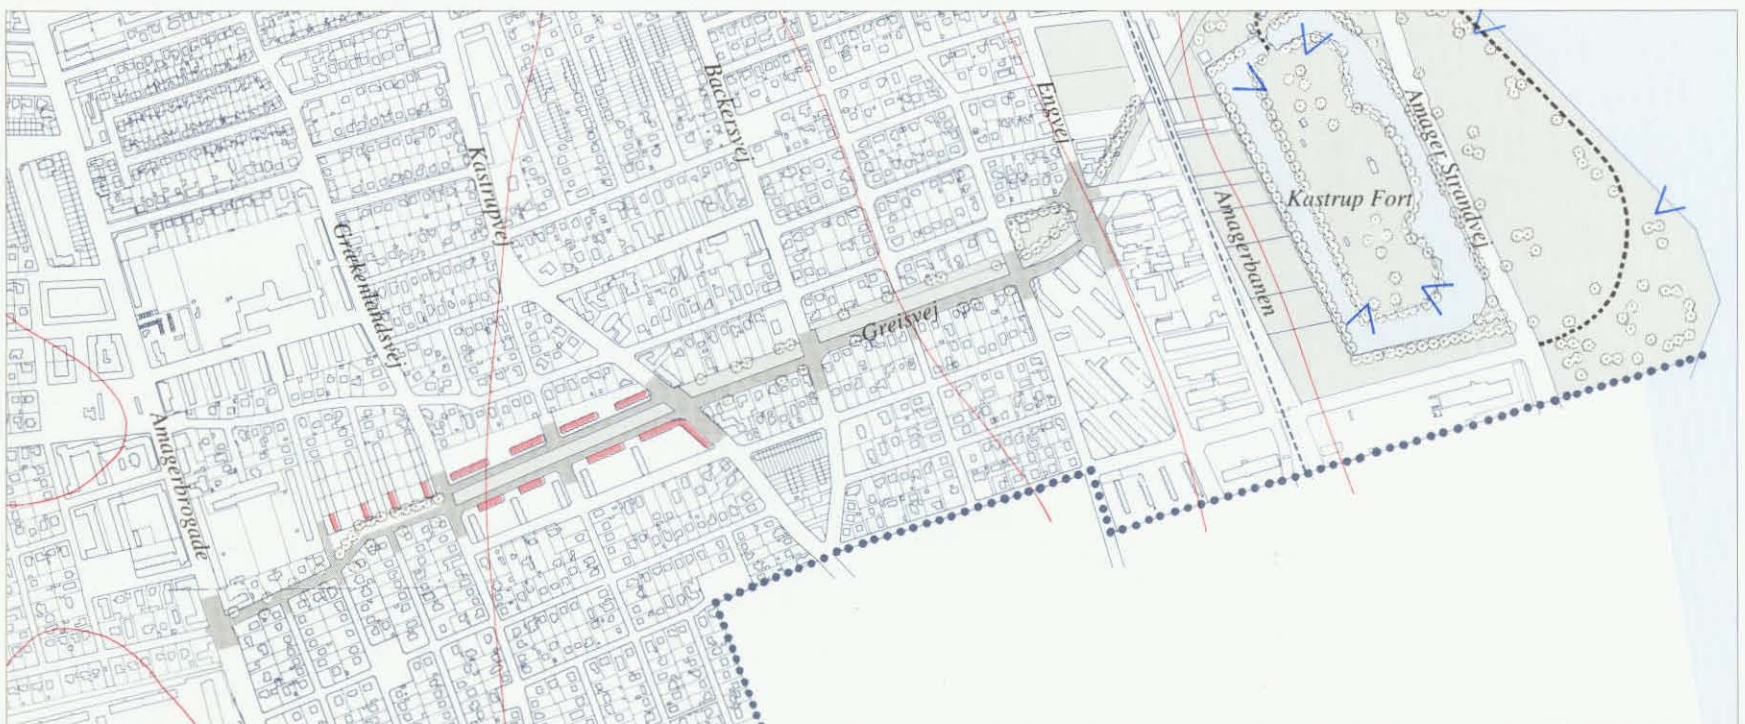 Backersvej
Engvej
Amager Strandvej
Kastrupvej
Kastrup Fort
Amagerbanen
Grækenlandsvej
Greisvej
Amagerbrogade